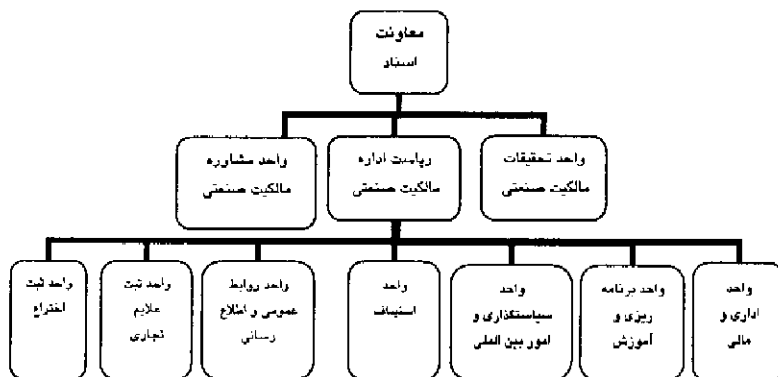 معاونت
اسناد
واحد تحقیقات
مالکیت صنعتی
ریاست اداره
مالکیت صنعتی
واحد مشاوره
مالکیت صنعتی
واحد
اداری و
مالی
واحد برنامه
ریزی و
آموزش
واحد
سیاستگذاری و
امور بین المللی
واحد
استیناف
واحد روابط
عمومی و اطلاع
رسانی
واحد ثبت
علایم
تجاری
واحد ثبت
اختراع